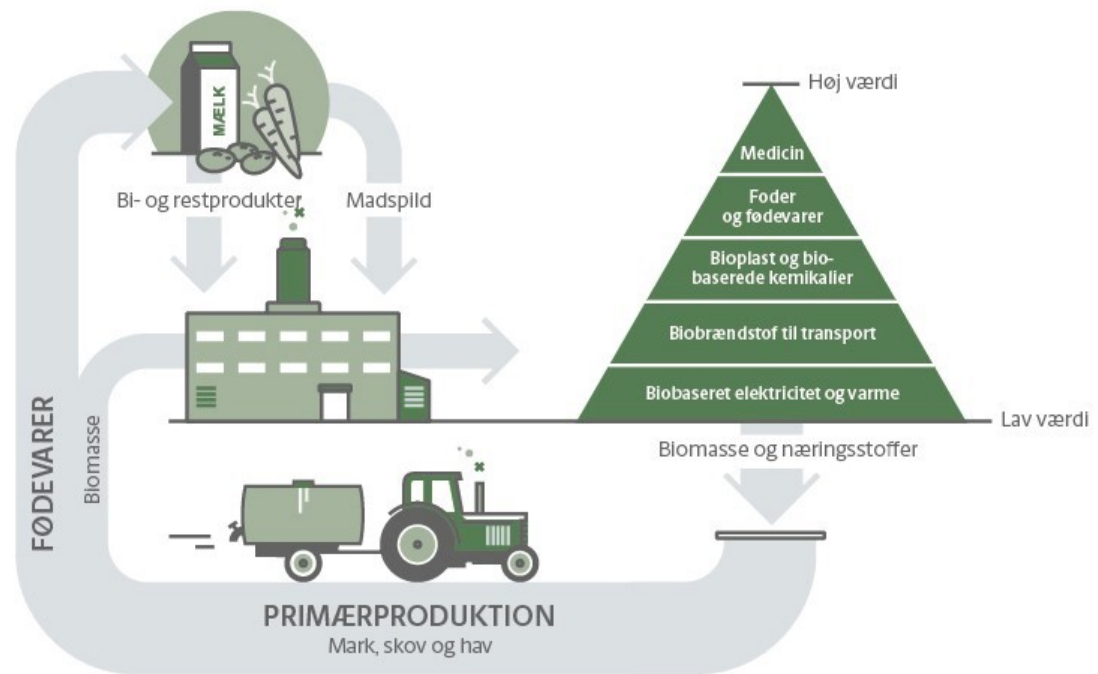 MÆLK
Bi- og restprodukter
Madspild
FØDEVARER
Biomasse
Høj værdi
Medicin
Foder
og fødevarer
Bioplast og bio-
baserede kemikalier
Biobrændstof til transport
Biobaseret elektricitet og varme
Lav værdi
Biomasse og næringsstoffer
PRIMÆRPRODUKTION
Mark, skov og hav